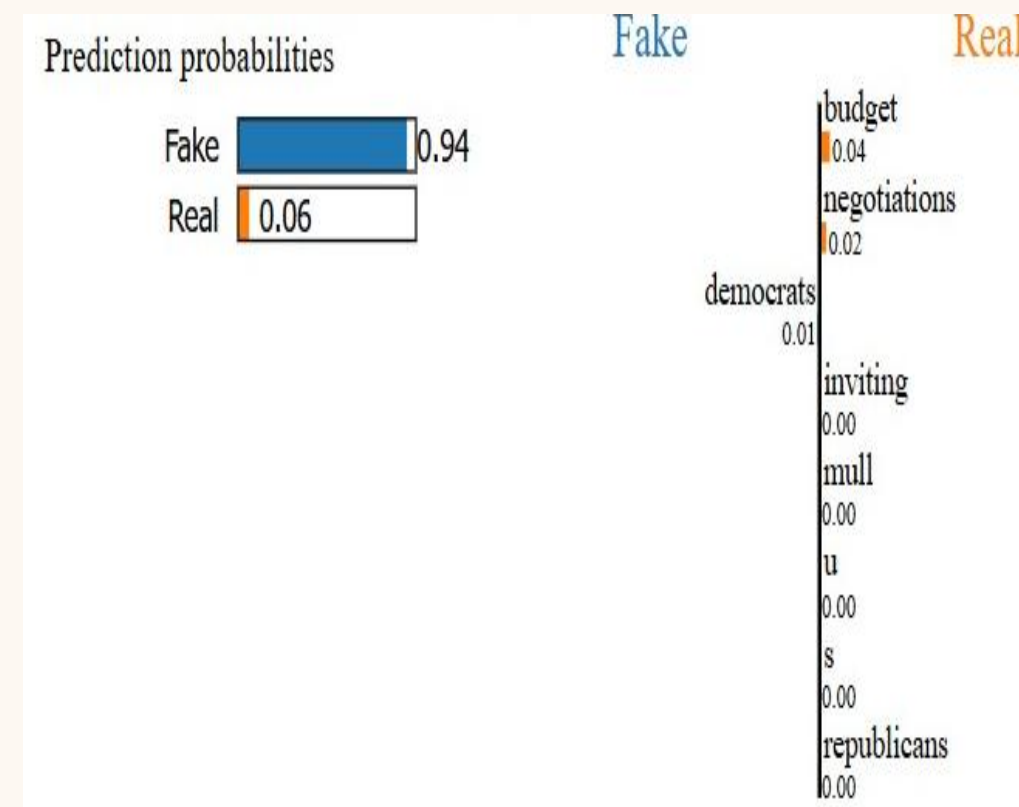 Prediction probabilities
Fake 0.94
Real 0.06
Fake Real
budget
0.04
negotiations
0.02
democrats
0.01
inviting
0.00
mull
0.00
u
0.00
s
0.00
republicans
0.00